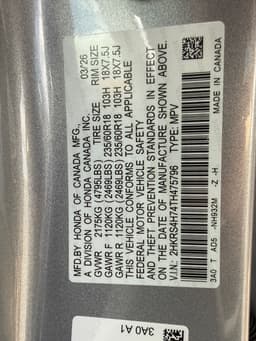 MFD.BY HONDA OF CANADA MFG. 03/26
A DIVISION OF HONDA CANADA INC.
GVWR 2175KG (4795LBS) TIRE SIZE RIM SIZE
GAWR F 1120KG (2469LBS) 235/60R18 103H 18X7.5J
GAWR R 1120KG (2469LBS) 235/60R18 103H 18X7.5J
THIS VEHICLE CONFORMS TO ALL APPLICABLE
FEDERAL MOTOR VEHICLE SAFETY
AND THEFT PREVENTION STANDARDS IN EFFECT
ON THE DATE OF MANUFACTURE SHOWN ABOVE.
V.I.N.: 2HKRS4H74TH475796 TYPE: MPV
3A0 T AD5 -NH932M -Z -H MADE IN CANADA
3A0 A1